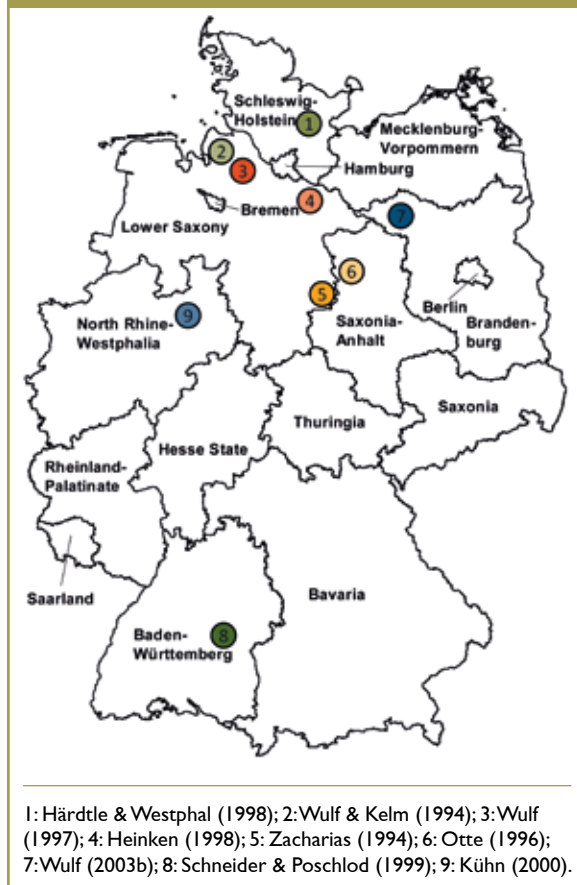 Schleswig-
Holstein
1
Mecklenburg-
Vorpommern
2
3
Hamburg
Bremen
4
7
Lower Saxony
6
5
Berlin
Branden-
burg
9
North Rhine-
Westphalia
Saxonia-
Anhalt
Saxonia
Thuringia
Hesse State
Rheinland-
Palatinate
Saarland
Bavaria
Baden-
Württemberg
8
1: Härdtle & Westphal (1998); 2: Wulf & Kelm (1994); 3: Wulf
(1997); 4: Heinken (1998); 5: Zacharias (1994); 6: Otte (1996);
7: Wulf (2003b); 8: Schneider & Poschlod (1999); 9: Kühn (2000).